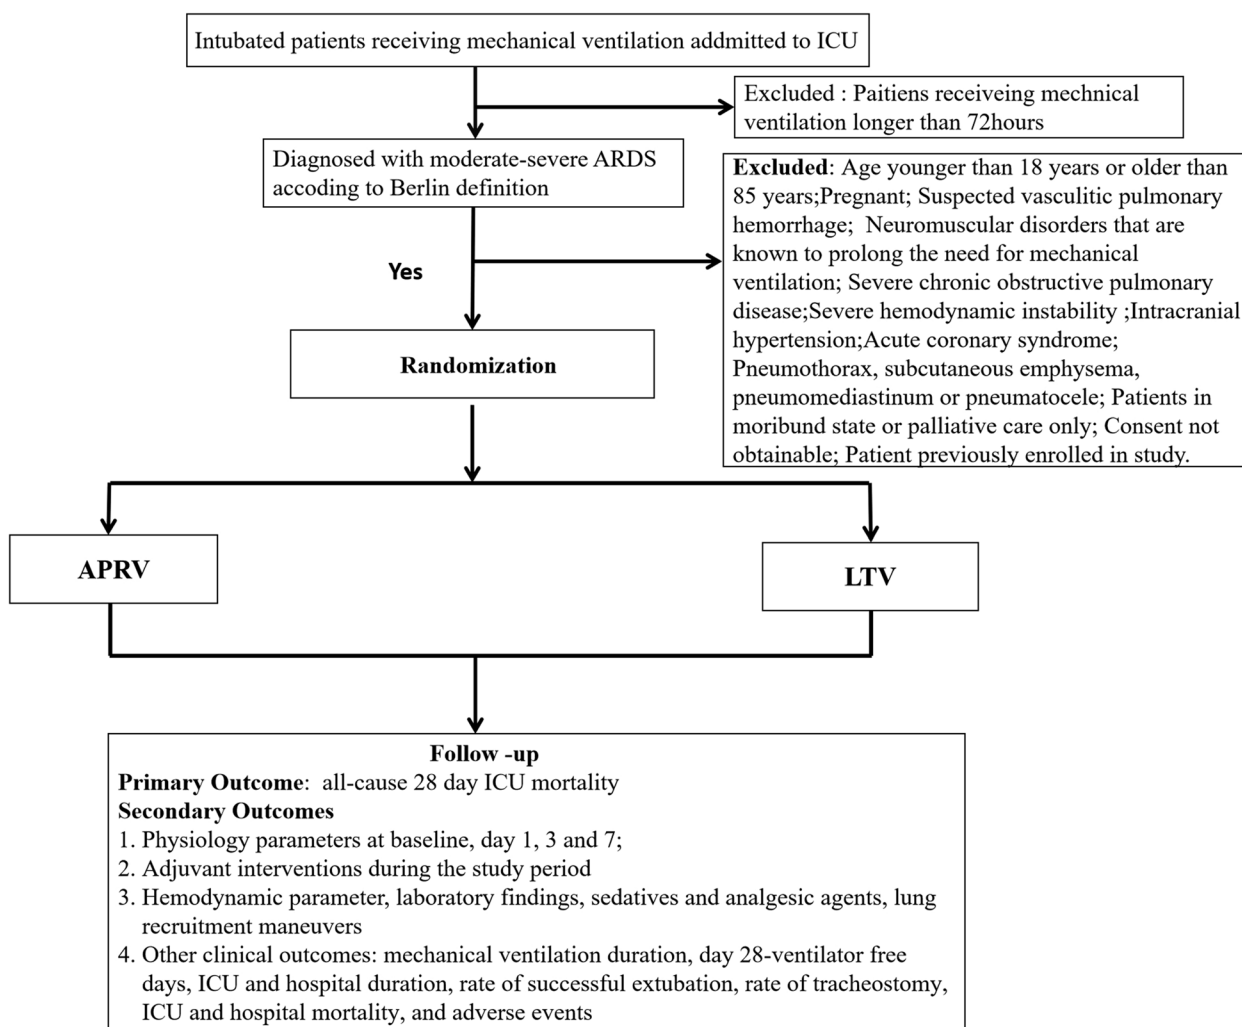 Intubated patients receiving mechanical ventilation addmitted to ICU
Excluded : Paitiens receiveing mechnical
ventilation longer than 72hours
Diagnosed with moderate-severe ARDS
accoding to Berlin definition
Excluded: Age younger than 18 years or older than
85 years;Pregnant; Suspected vasculitic pulmonary
hemorrhage; Neuromuscular disorders that are
known to prolong the need for mechanical
ventilation; Severe chronic obstructive pulmonary
disease;Severe hemodynamic instability ;Intracranial
hypertension;Acute coronary syndrome;
Pneumothorax, subcutaneous emphysema,
pneumomediastinum or pneumatocele; Patients in
moribund state or palliative care only; Consent not
obtainable; Patient previously enrolled in study.
Yes
Randomization
APRV
LTV
Follow -up
Primary Outcome: all-cause 28 day ICU mortality
Secondary Outcomes
1. Physiology parameters at baseline, day 1, 3 and 7;
2. Adjuvant interventions during the study period
3. Hemodynamic parameter, laboratory findings, sedatives and analgesic agents, lung
recruitment maneuvers
4. Other clinical outcomes: mechanical ventilation duration, day 28-ventilator free
days, ICU and hospital duration, rate of successful extubation, rate of tracheostomy,
ICU and hospital mortality, and adverse events